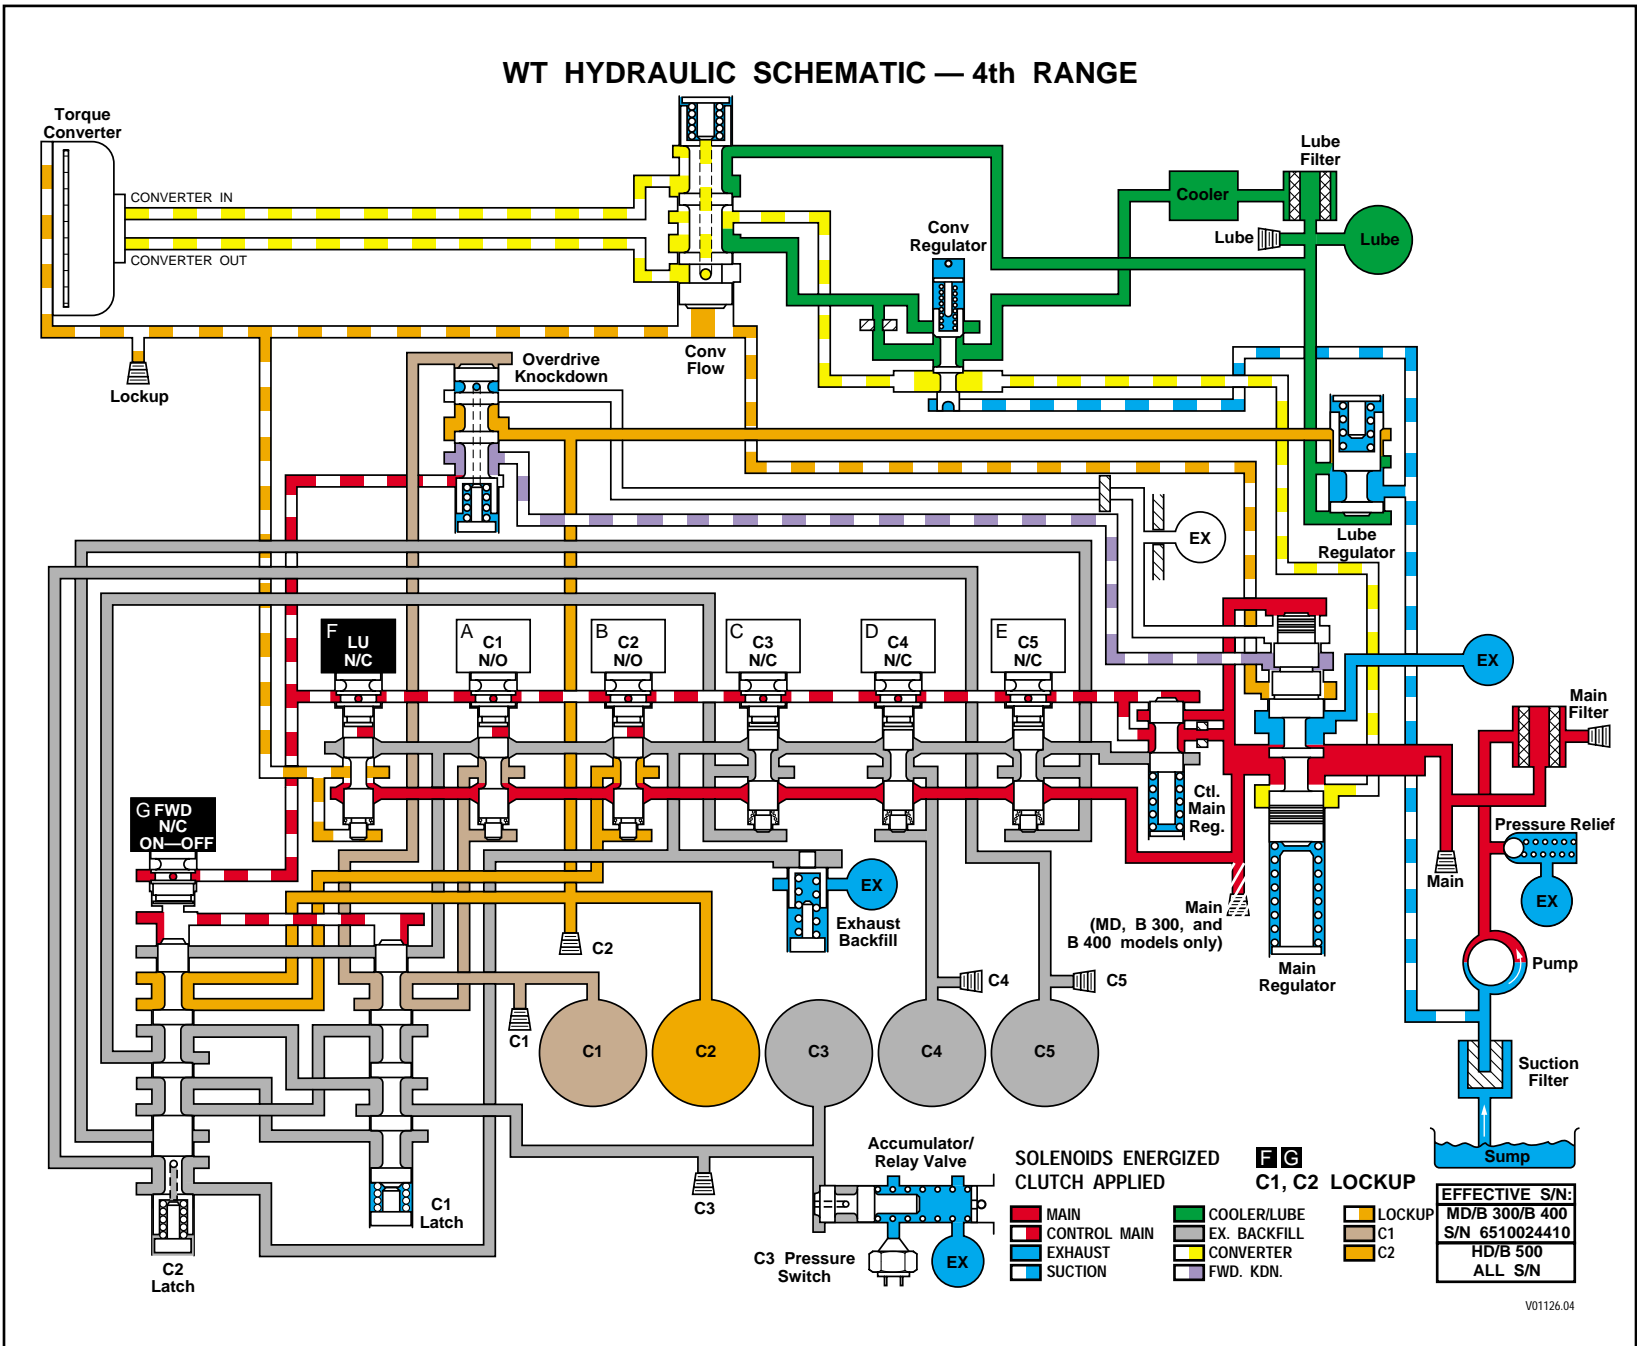 WT HYDRAULIC SCHEMATIC — 4th RANGE
Torque
Converter
CONVERTER IN
CONVERTER OUT
Lockup
Conv
Flow
Overdrive
Knockdown
Conv
Regulator
Cooler
Lube
Filter
Lube
Lube
Lube
Regulator
EX
F
LU
N/C
A
C1
N/O
B
C2
N/O
C
C3
N/C
D
C4
N/C
E
C5
N/C
EX
Main
Filter
Ctl.
Main
Reg.
G FWD
N/C
ON—OFF
Pressure Relief
EX
Main
EX
Exhaust
Backfill
Main
(MD, B 300, and
B 400 models only)
Main
Regulator
Pump
C2
C4
C5
C1
C1
C2
C3
C4
C5
Suction
Filter
Sump
C1
Latch
C2
Latch
C3
Accumulator/
Relay Valve
C3 Pressure
Switch
EX
SOLENOIDS ENERGIZED
F G
CLUTCH APPLIED
C1, C2 LOCKUP
MAIN
CONTROL MAIN
EXHAUST
SUCTION
COOLER/LUBE
EX. BACKFILL
CONVERTER
FWD. KDN.
LOCKUP
C1
C2
EFFECTIVE S/N:
MD/B 300/B 400
S/N 6510024410
HD/B 500
ALL S/N
V01126.04